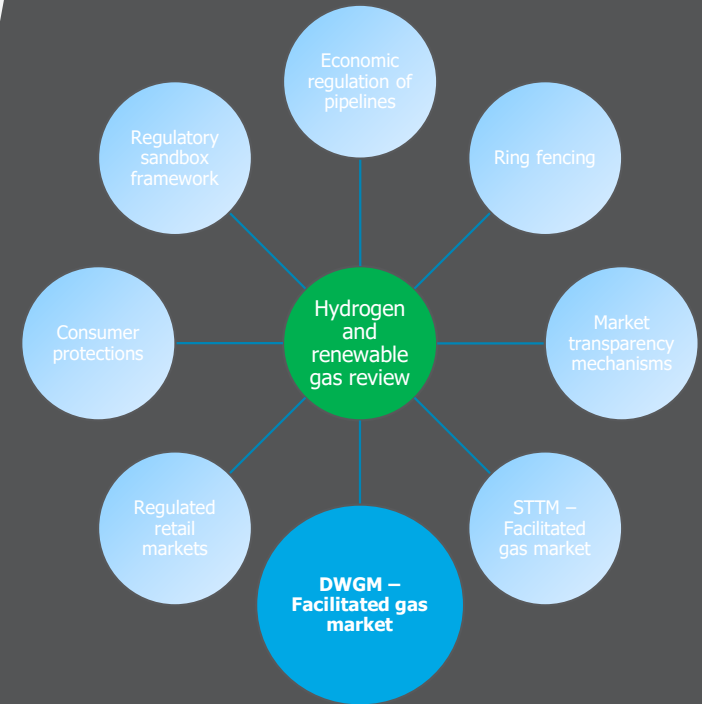 Economic
regulation of
pipelines
Regulatory
sandbox
framework
Ring fencing
Hydrogen
and
renewable
gas review
Consumer
protections
Market
transparency
mechanisms
Regulated
retail
markets
STTM –
Facilitated
gas market
DWGM –
Facilitated gas
market